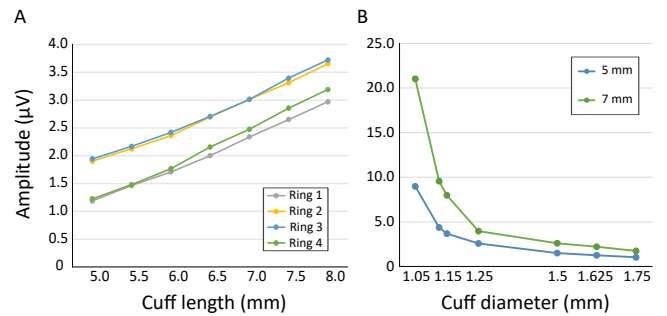 A
Amplitude (µV)
4.0
3.5
3.0
2.5
2.0
1.5
1.0
0.5
0
Ring 1
Ring 2
Ring 3
Ring 4
5.0 5.5 6.0 6.5 7.0 7.5 8.0
Cuff length (mm)
B
25.0
20.0
15.0
10.0
5.0
0.0
5 mm
7 mm
1.05 1.15 1.25 1.5 1.625 1.75
Cuff diameter (mm)